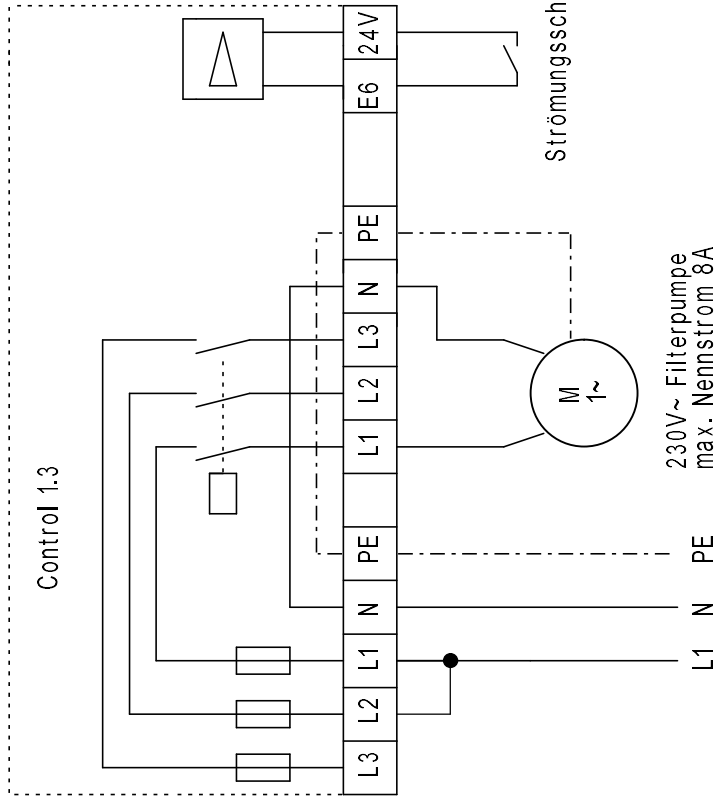 Control 1.3
L3 L2 L1 N PE L1 L2 L3 N PE E6 24V
Strömungssch
M
1~
230V~ Filterpumpe
max. Nennstrom 8A
L1 N PE